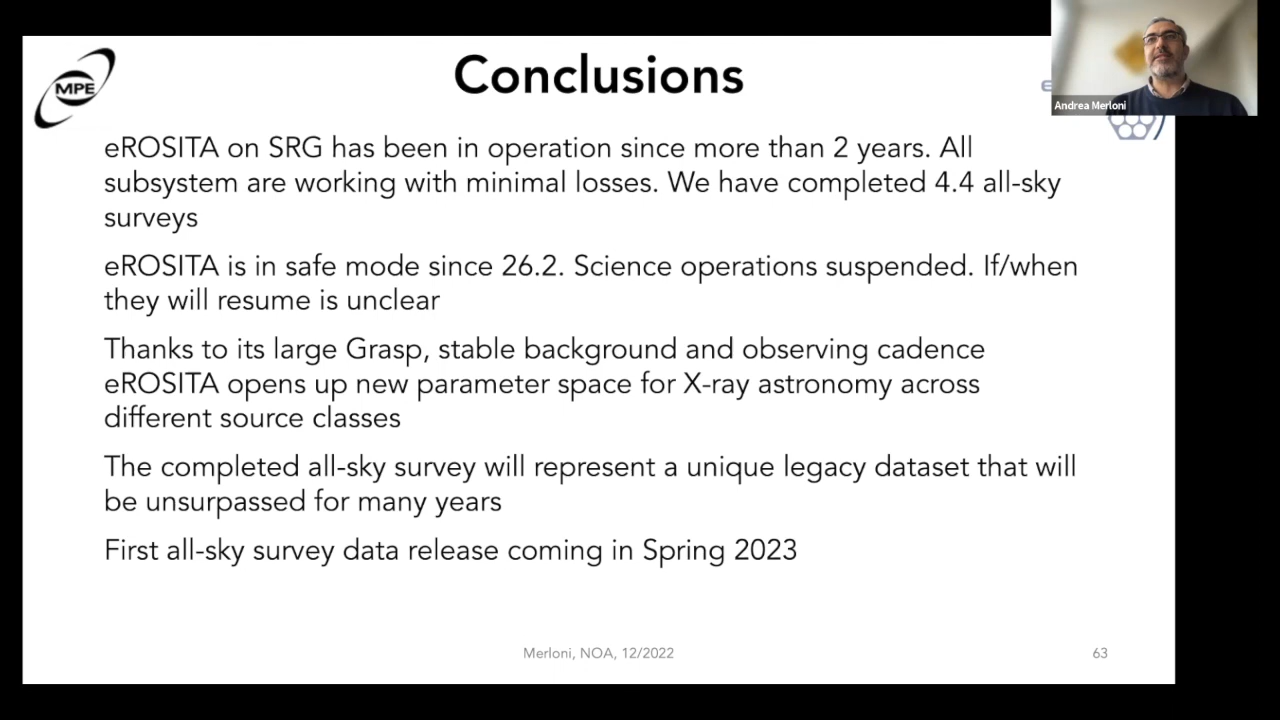 MPE
Conclusions
e
Andrea Merloni
eROSITA on SRG has been in operation since more than 2 years. All
subsystem are working with minimal losses. We have completed 4.4 all-sky
surveys
eROSITA is in safe mode since 26.2. Science operations suspended. If/when
they will resume is unclear
Thanks to its large Grasp, stable background and observing cadence
eROSITA opens up new parameter space for X-ray astronomy across
different source classes
The completed all-sky survey will represent a unique legacy dataset that will
be unsurpassed for many years
First all-sky survey data release coming in Spring 2023
Merloni, NOA, 12/2022
63